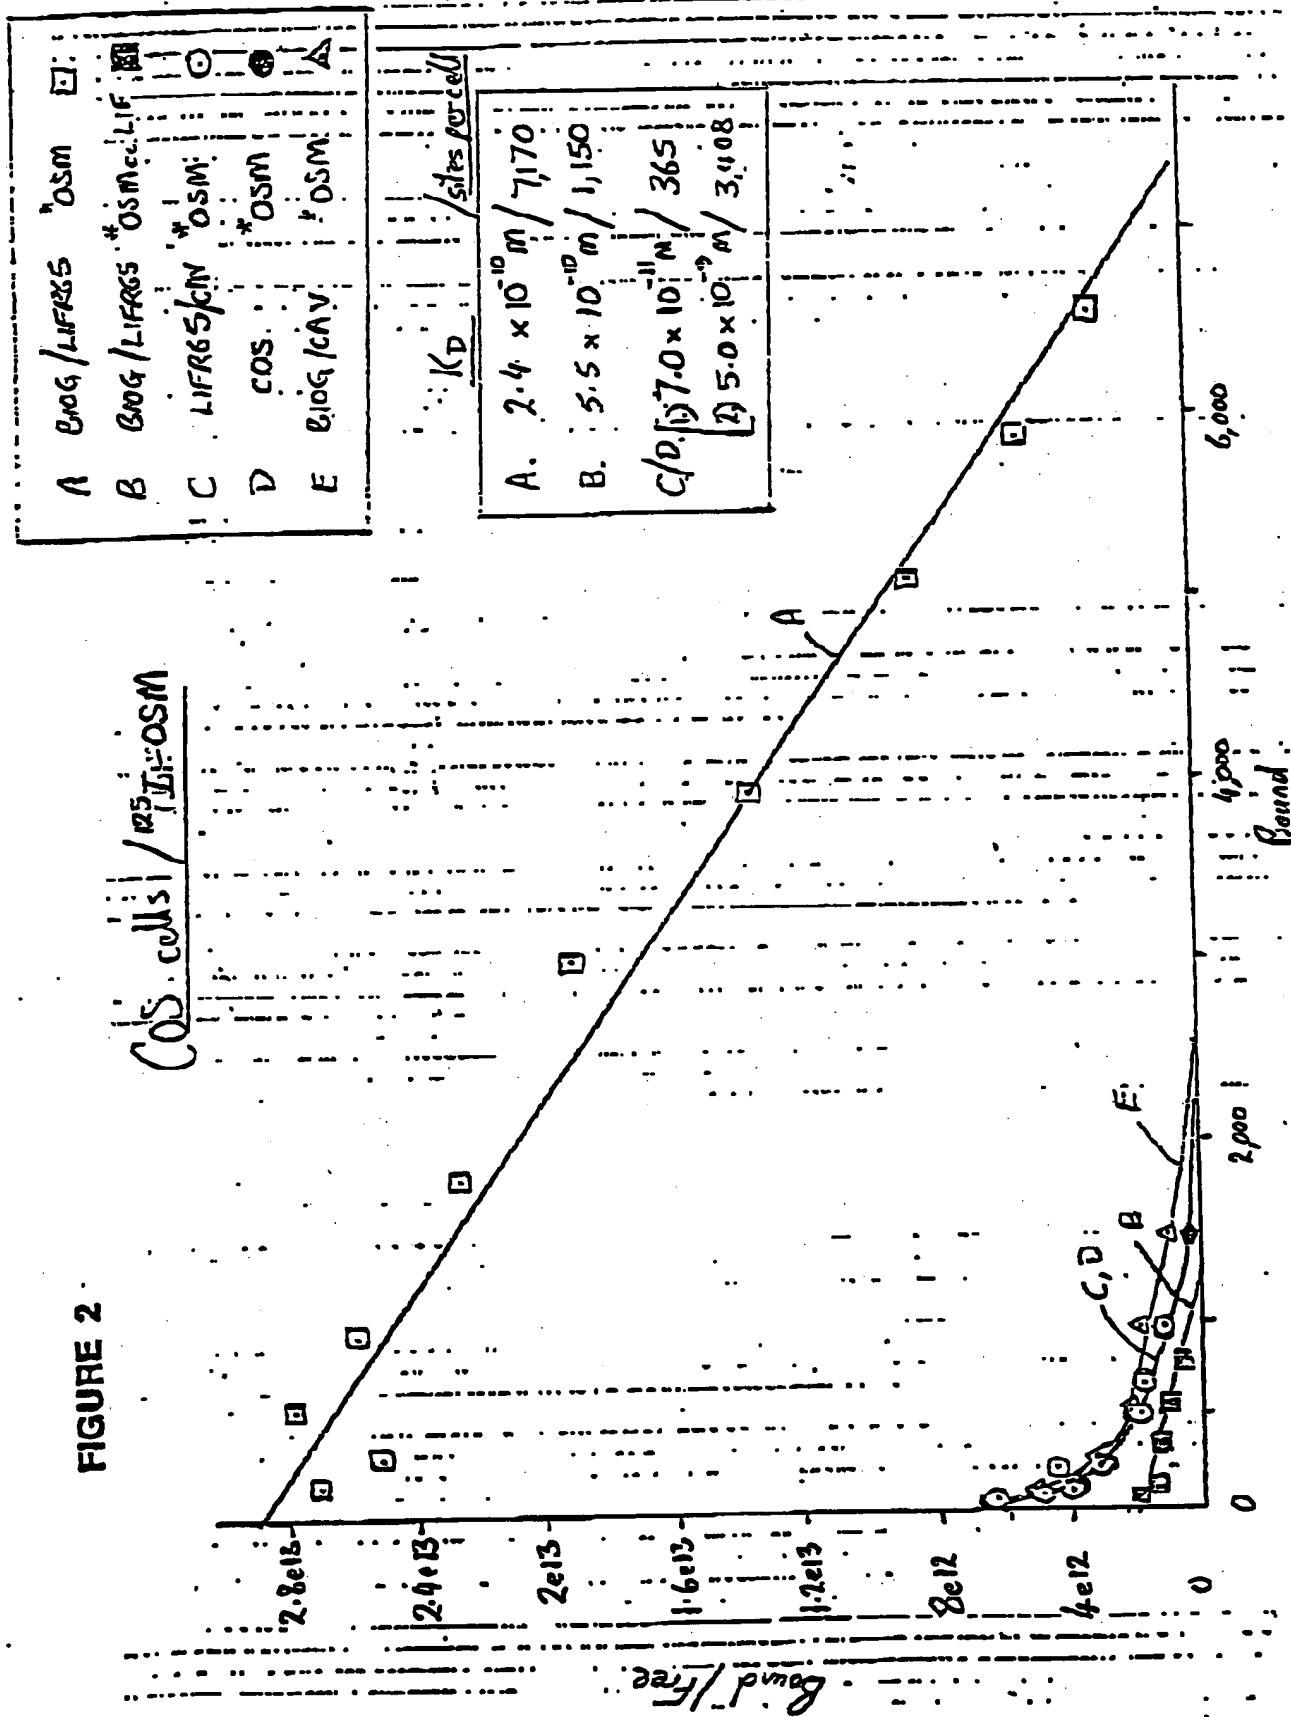 FIGURE 2
COS cells / ¹²⁵I-OSM
A B10G/LIFR65 *OSM
B B10G/LIFR65 *OSM cc. LIF
C LIFR65/CAV *OSM
D COS *OSM
E B10G/CAV *OSM
K_D / sites per cell
A. 2.4 x 10⁻¹⁰ M / 7,170
B. 5.5 x 10⁻¹⁰ M / 1,150
C/D. 1) 7.0 x 10⁻¹¹ M / 365
2) 5.0 x 10⁻⁹ M / 3,408
Bound/Free
2.8e13
2.4e13
2e13
1.6e13
1.2e13
8e12
4e12
0
A
E
C, D
B
0
2,000
4,000
6,000
Bound